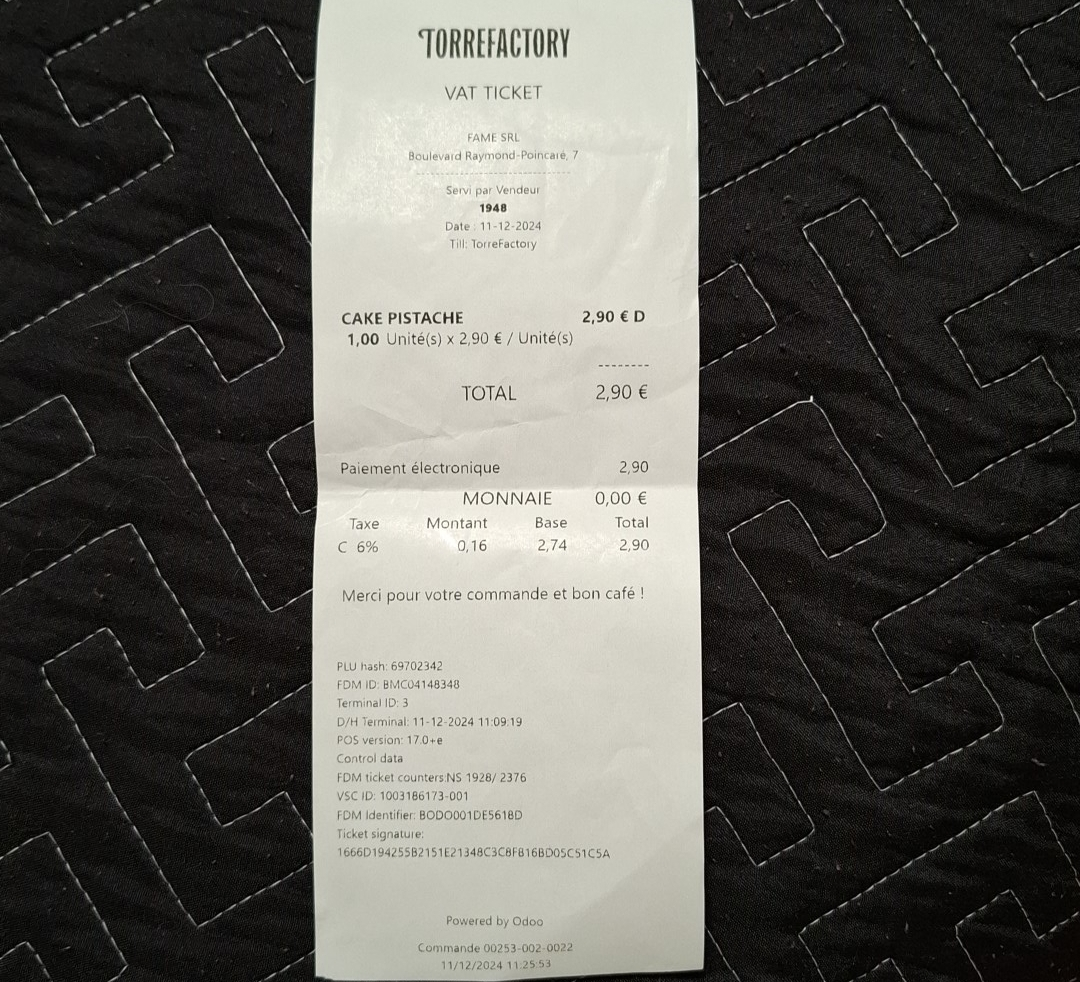 TORREFACTORY
VAT TICKET
FAME SRL
Boulevard Raymond-Poincaré, 7
Servi par Vendeur
1948
Date : 11-12-2024
Till: TorreFactory
CAKE PISTACHE 2,90 € D
1,00 Unité(s) x 2,90 € / Unité(s)
--------
TOTAL 2,90 €
Paiement électronique 2,90
MONNAIE 0,00 €
Taxe Montant Base Total
C 6% 0,16 2,74 2,90
Merci pour votre commande et bon café !
PLU hash: 69702342
FDM ID: BMC04148348
Terminal ID: 3
D/H Terminal: 11-12-2024 11:09:19
POS version: 17.0+e
Control data
FDM ticket counters:NS 1928/ 2376
VSC ID: 1003186173-001
FDM Identifier: BODO001DE5618D
Ticket signature:
1666D194255B2151E21348C3C8FB16BD05C51C5A
Powered by Odoo
Commande 00253-002-0022
11/12/2024 11:25:53